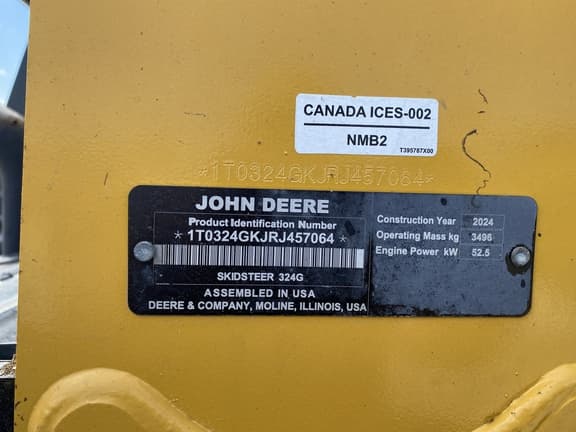 CANADA ICES-002
NMB2
T395787X00
*1T0324GKJRJ457064*
JOHN DEERE
Product Identification Number
* 1T0324GKJRJ457064 *
SKIDSTEER 324G
ASSEMBLED IN USA
DEERE & COMPANY, MOLINE, ILLINOIS, USA
Construction Year 2024
Operating Mass kg 3496
Engine Power kW 52.5